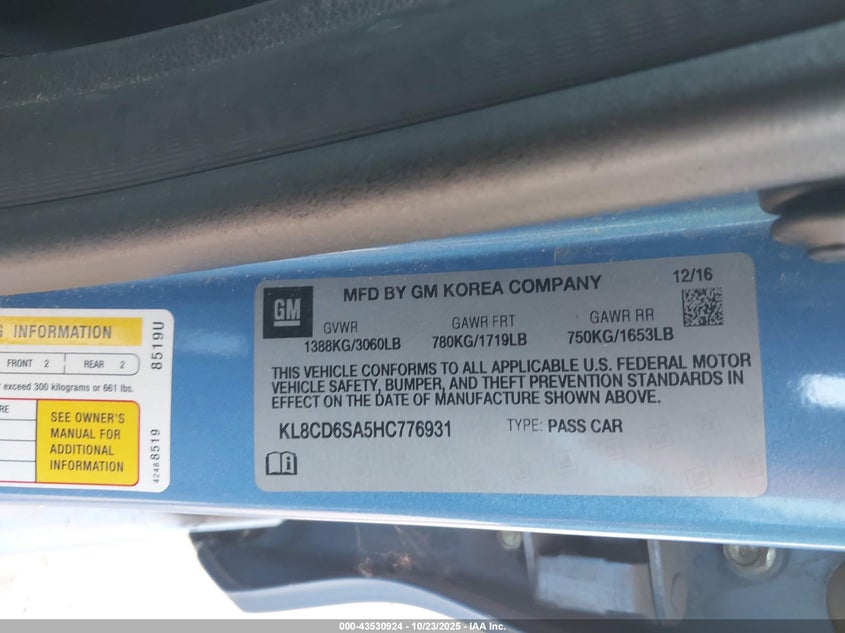 GM
MFD BY GM KOREA COMPANY
12/16
GVWR
1388KG/3060LB
GAWR FRT
780KG/1719LB
GAWR RR
750KG/1653LB
THIS VEHICLE CONFORMS TO ALL APPLICABLE U.S. FEDERAL MOTOR
VEHICLE SAFETY, BUMPER, AND THEFT PREVENTION STANDARDS IN
EFFECT ON THE DATE OF MANUFACTURE SHOWN ABOVE.
KL8CD6SA5HC776931 TYPE: PASS CAR
INFORMATION
FRONT 2 REAR 2
exceed 300 kilograms or 661 lbs.
SEE OWNER'S
MANUAL FOR
ADDITIONAL
INFORMATION
8519U
42488519
000-43530924 - 10/23/2025 - IAA Inc.